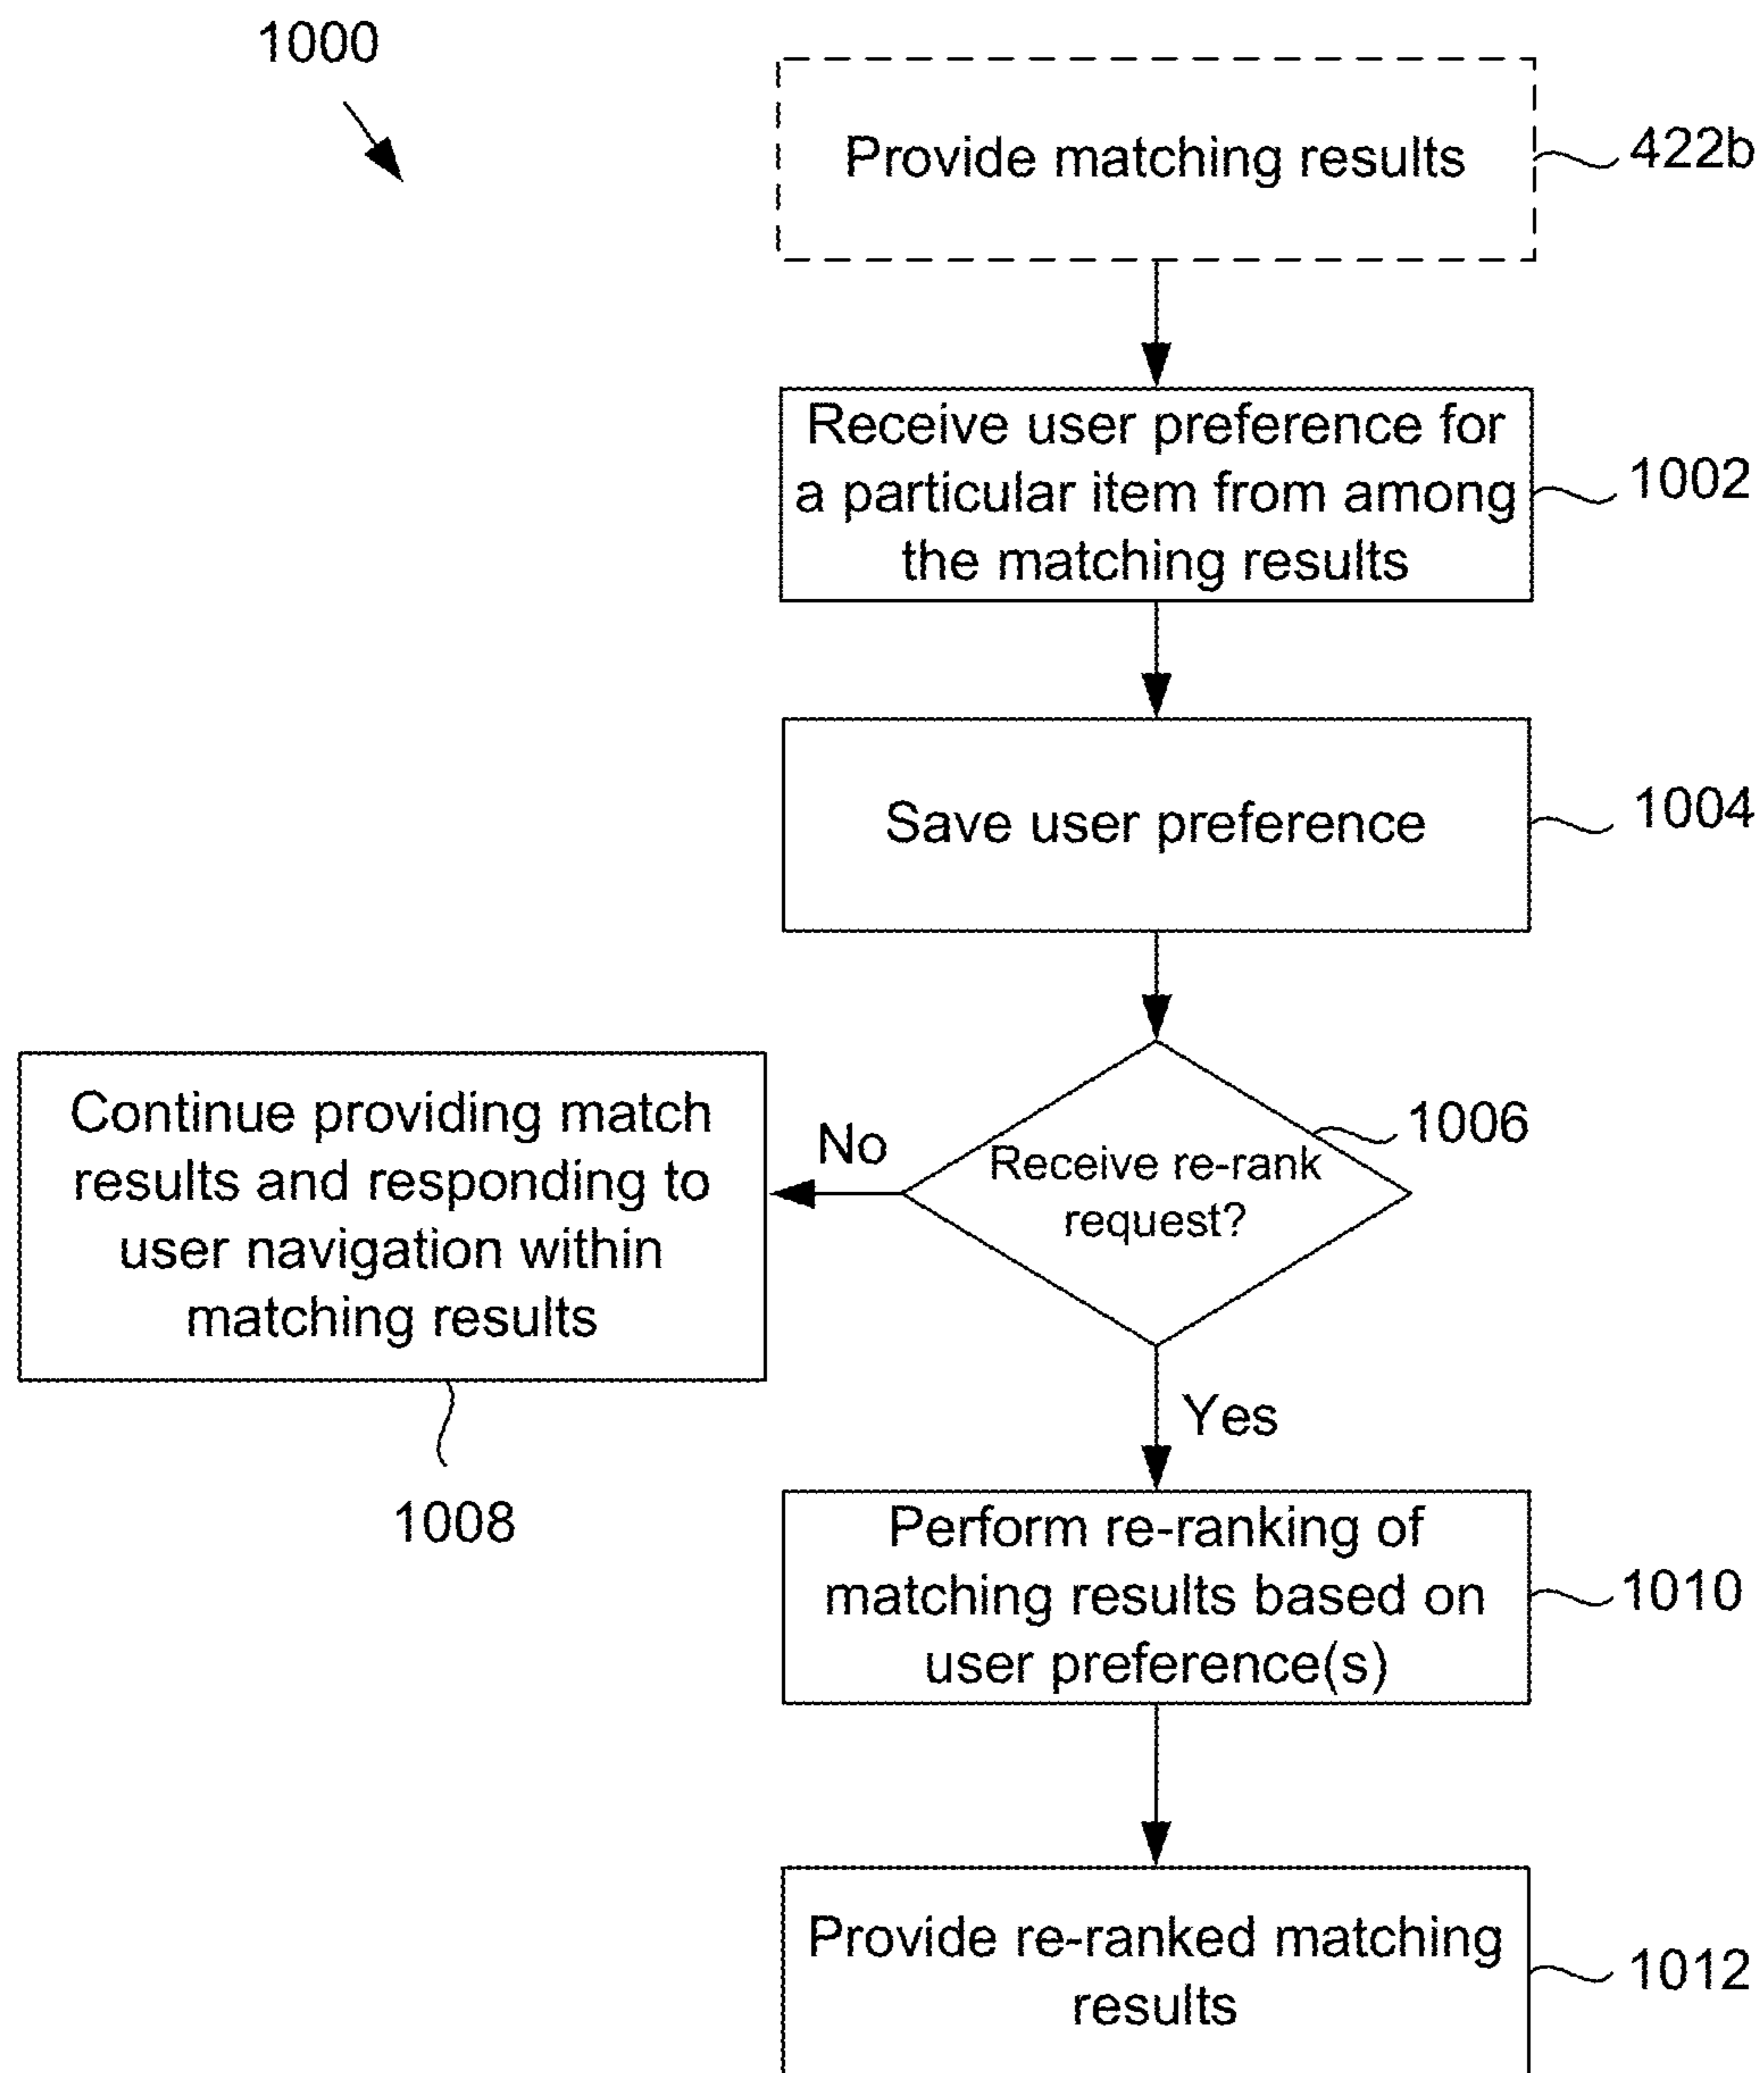 1000
Provide matching results
422b
Receive user preference for
a particular item from among
the matching results
1002
Save user preference
1004
Receive re-rank
request?
1006
No
Continue providing match
results and responding to
user navigation within
matching results
1008
Yes
Perform re-ranking of
matching results based on
user preference(s)
1010
Provide re-ranked matching
results
1012